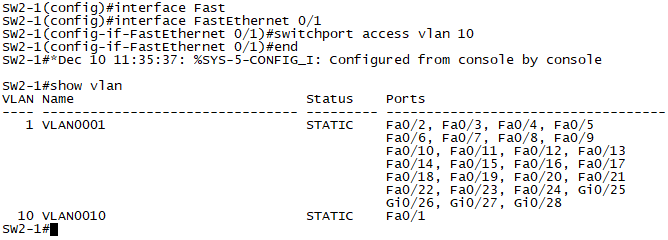 SW2-1(config)#interface Fast
SW2-1(config)#interface FastEthernet 0/1
SW2-1(config-if-FastEthernet 0/1)#switchport access vlan 10
SW2-1(config-if-FastEthernet 0/1)#end
SW2-1#*Dec 10 11:35:37: %SYS-5-CONFIG_I: Configured from console by console
SW2-1#show vlan
VLAN Name                             Status    Ports
---- -------------------------------- --------- -----------------------------------
   1 VLAN0001                         STATIC    Fa0/2, Fa0/3, Fa0/4, Fa0/5
                                                Fa0/6, Fa0/7, Fa0/8, Fa0/9
                                                Fa0/10, Fa0/11, Fa0/12, Fa0/13
                                                Fa0/14, Fa0/15, Fa0/16, Fa0/17
                                                Fa0/18, Fa0/19, Fa0/20, Fa0/21
                                                Fa0/22, Fa0/23, Fa0/24, Gi0/25
                                                Gi0/26, Gi0/27, Gi0/28
  10 VLAN0010                         STATIC    Fa0/1
SW2-1#